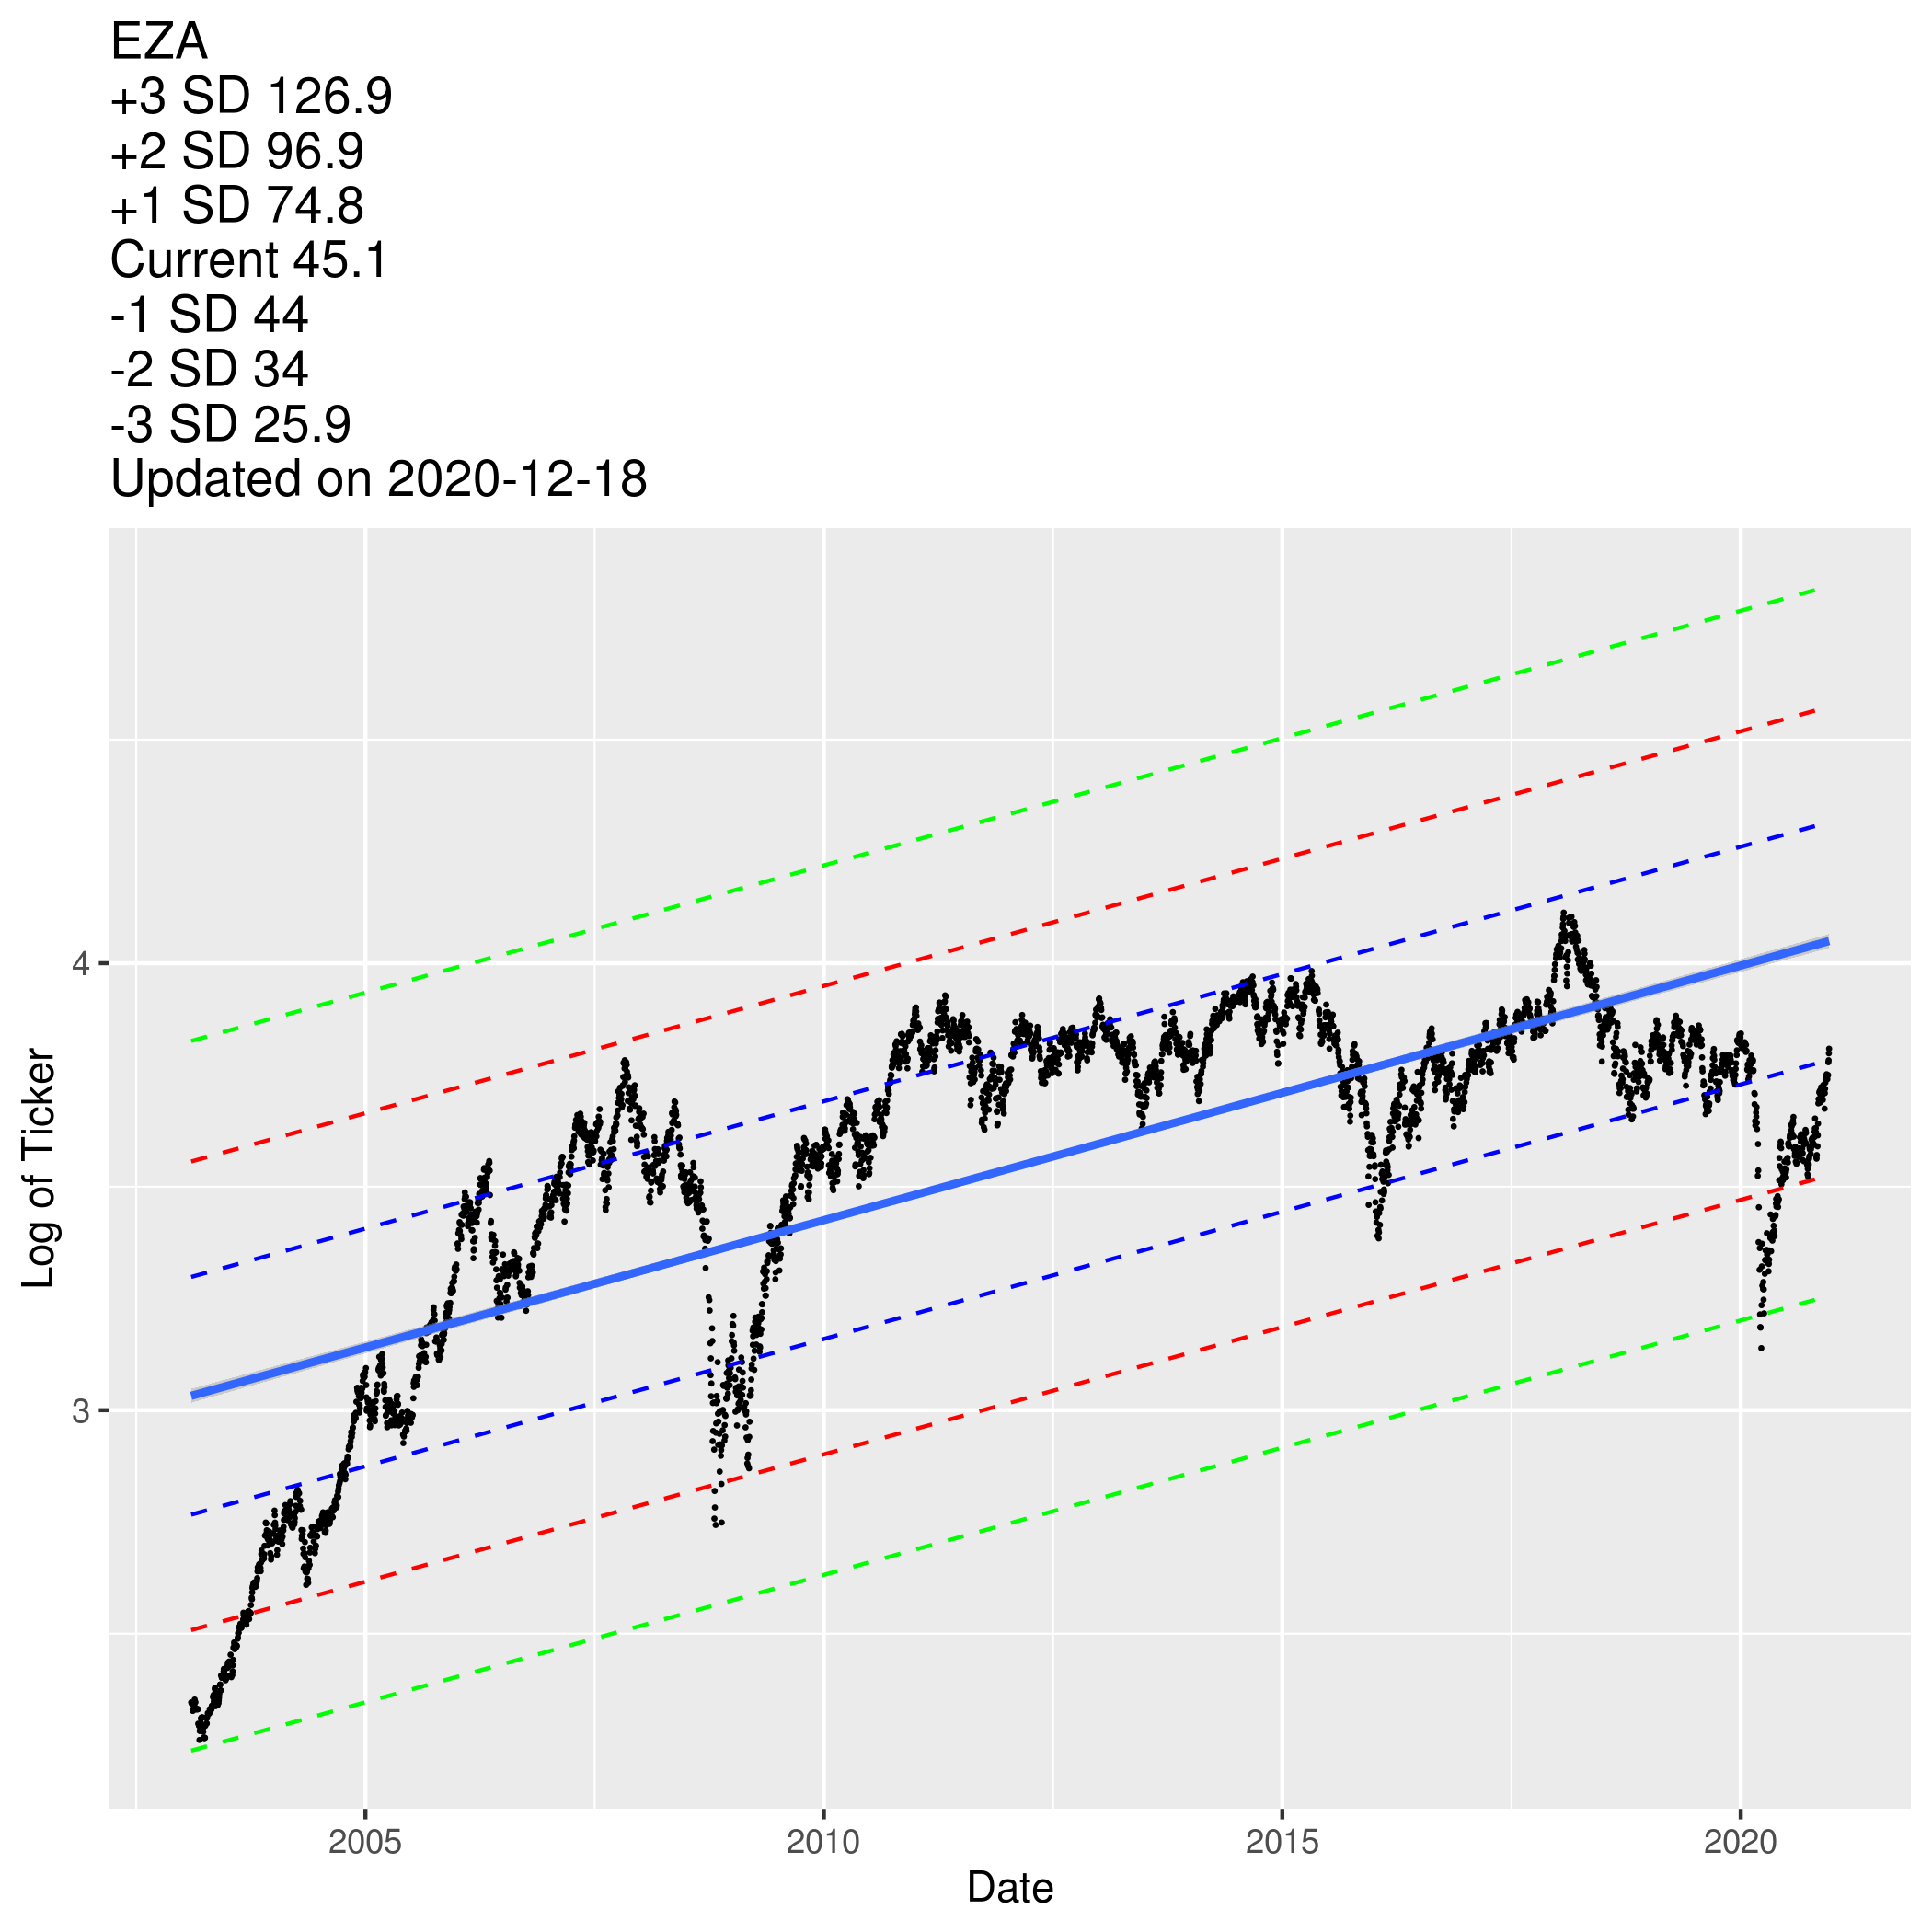 EZA
+3 SD 126.9
+2 SD 96.9
+1 SD 74.8
Current 45.1
-1 SD 44
-2 SD 34
-3 SD 25.9
Updated on 2020-12-18
4
3
Log of Ticker
2005 2010 2015 2020
Date